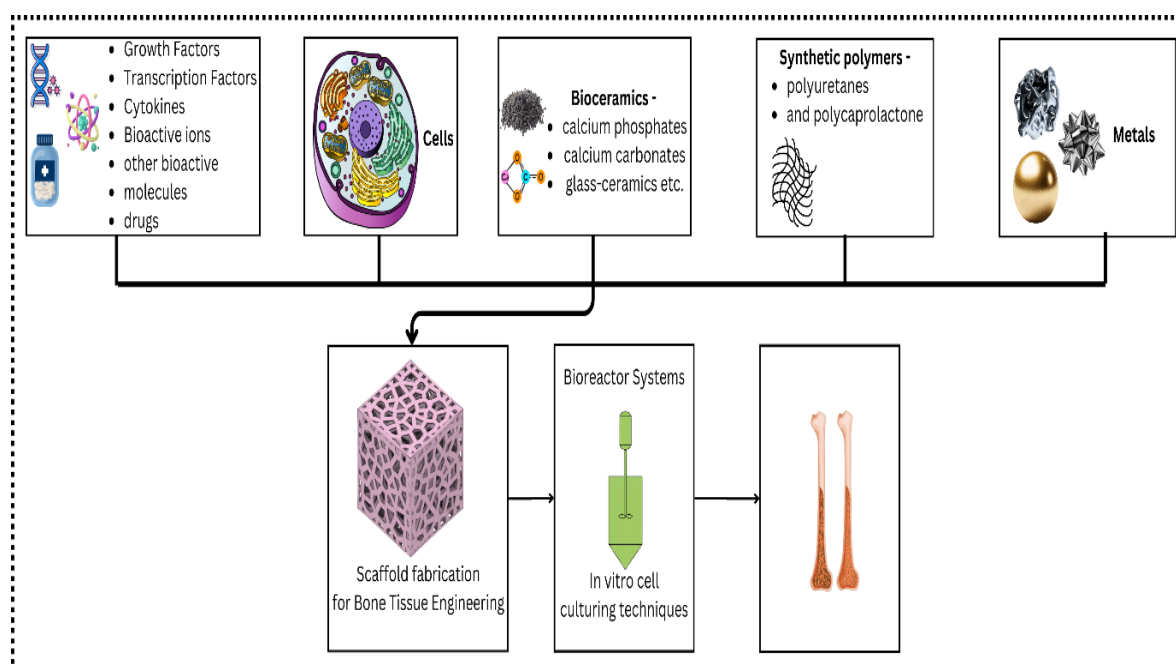 • Growth Factors
• Transcription Factors
• Cytokines
• Bioactive ions
• other bioactive
• molecules
• drugs
Cells
Bioceramics -
• calcium phosphates
• calcium carbonates
• glass-ceramics etc.
Synthetic polymers -
• polyuretanes
• and polycaprolactone
Metals
Scaffold fabrication
for Bone Tissue Engineering
Bioreactor Systems
In vitro cell
culturing techniques